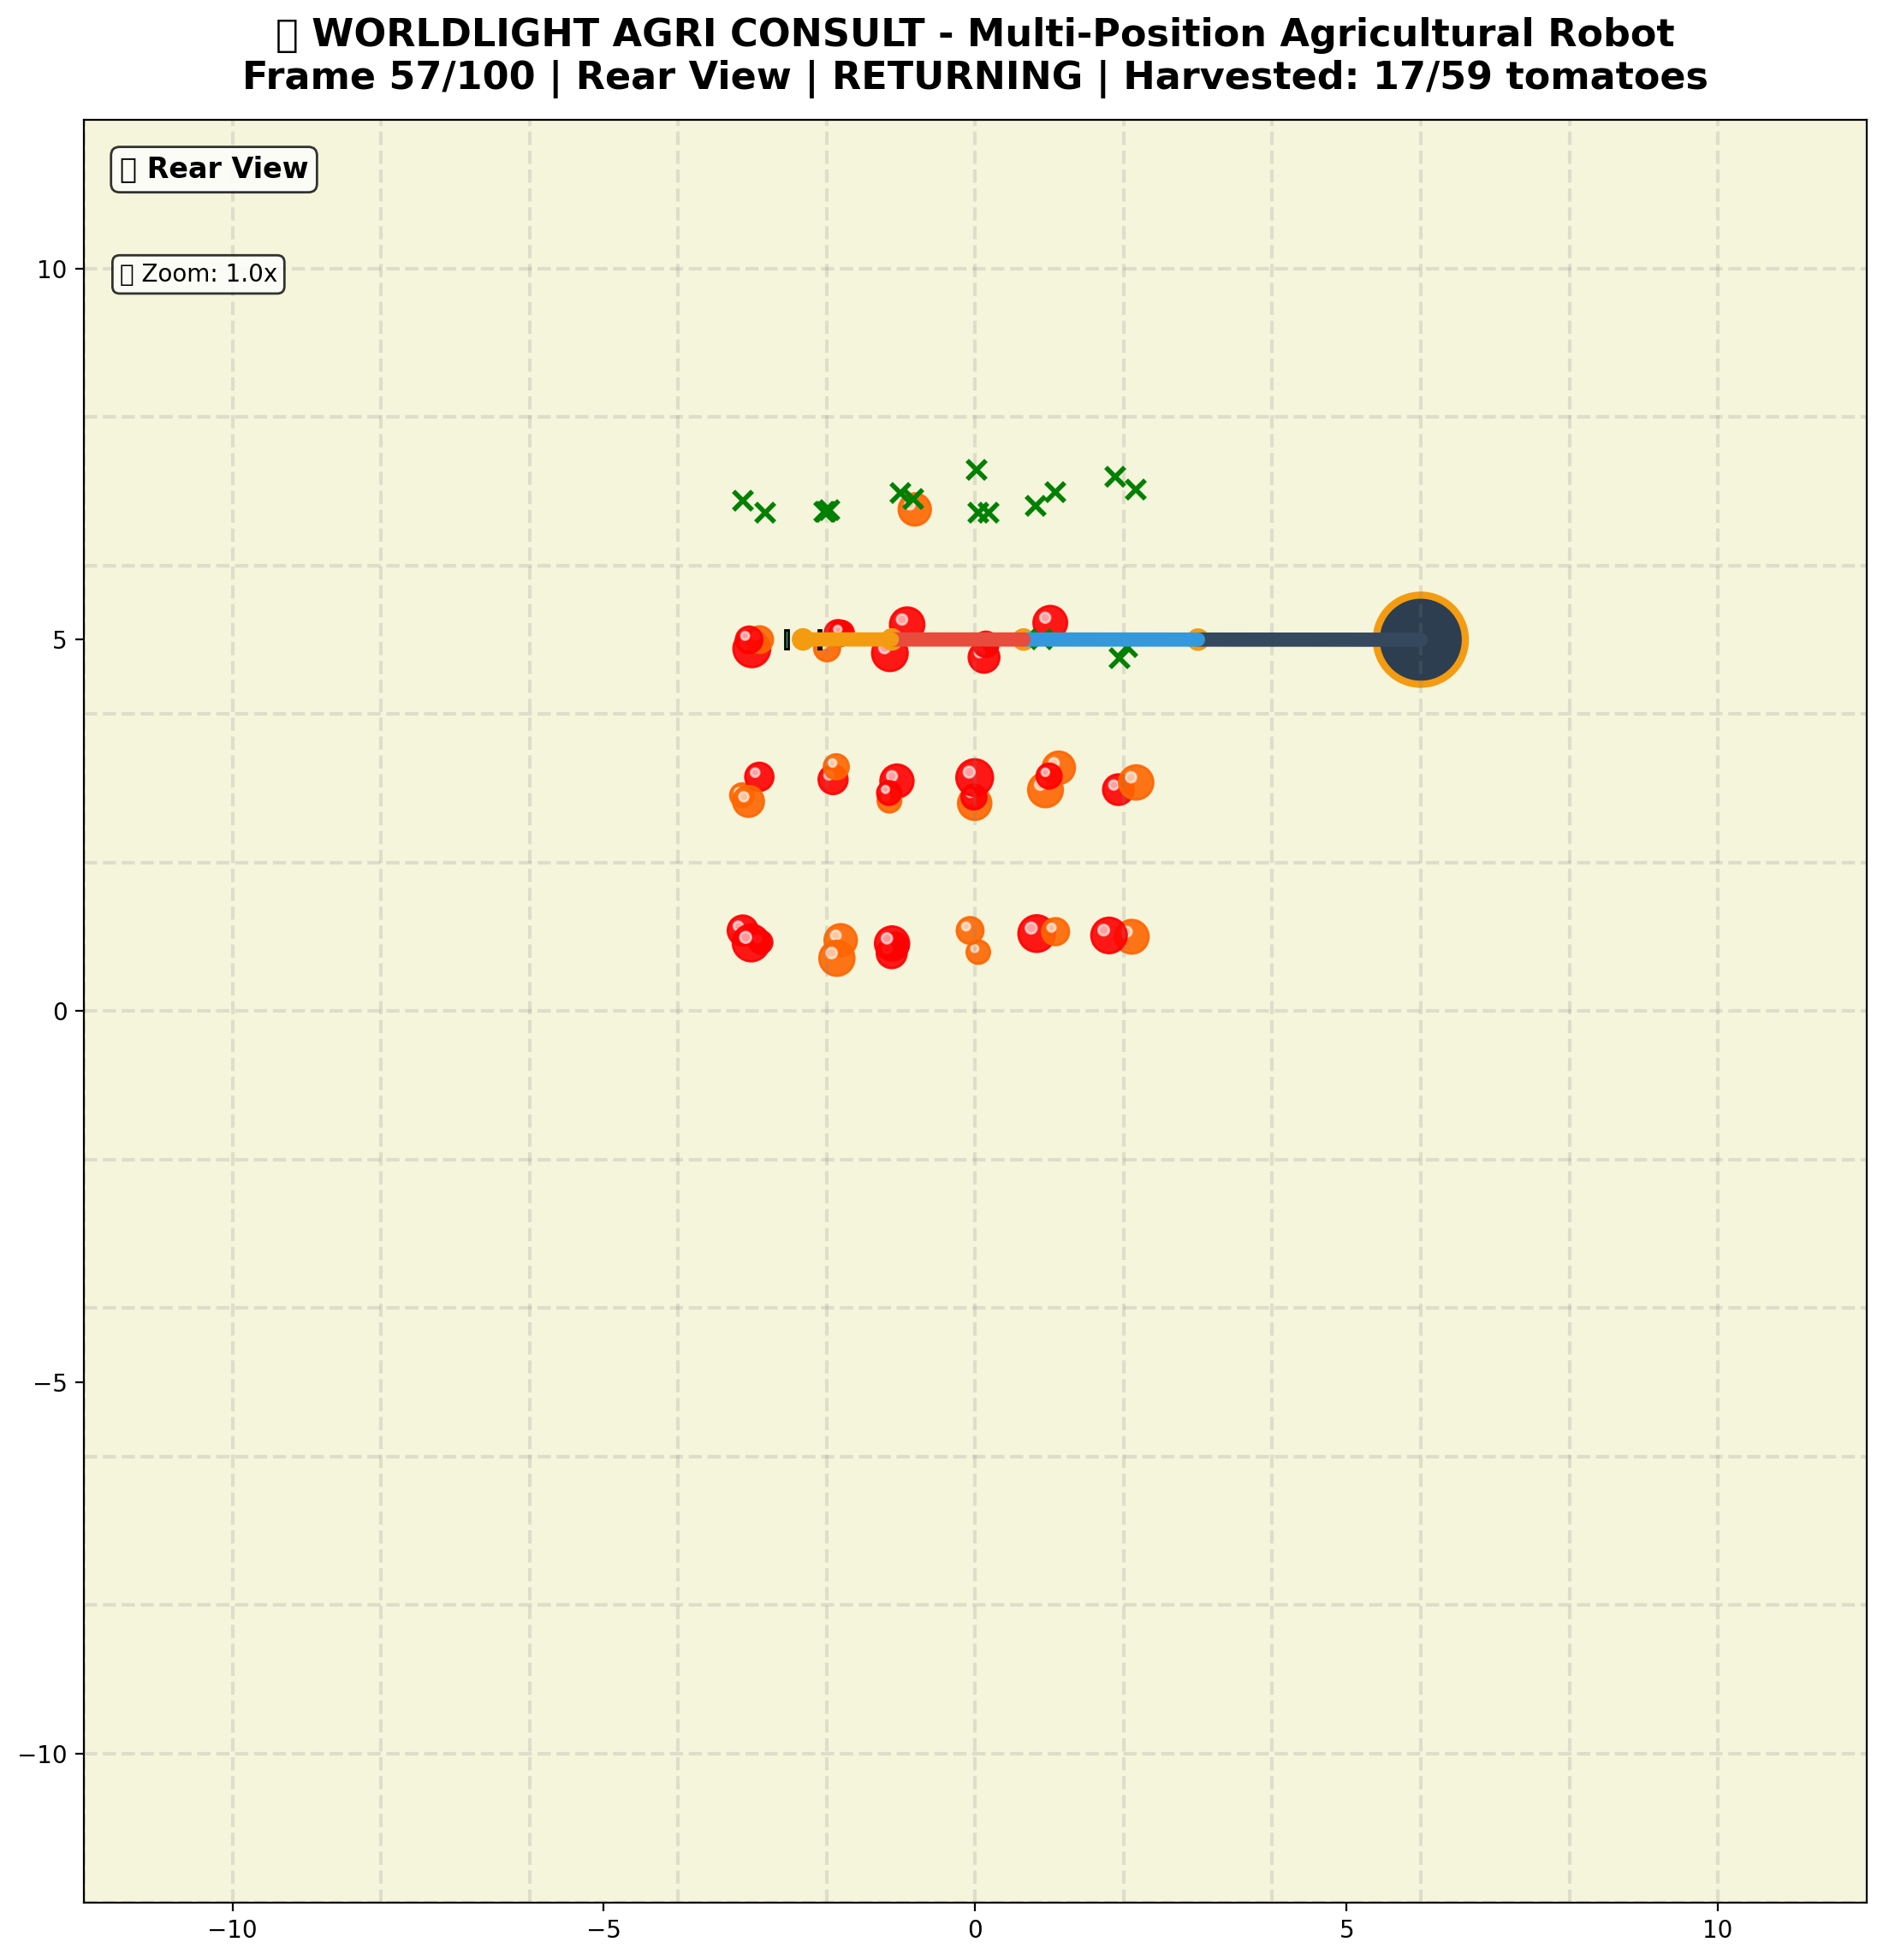 WORLDLIGHT AGRI CONSULT - Multi-Position Agricultural Robot
Frame 57/100 | Rear View | RETURNING | Harvested: 17/59 tomatoes
Rear View
Zoom: 1.0x
10
5
0
−5
−10
−10
−5
0
5
10